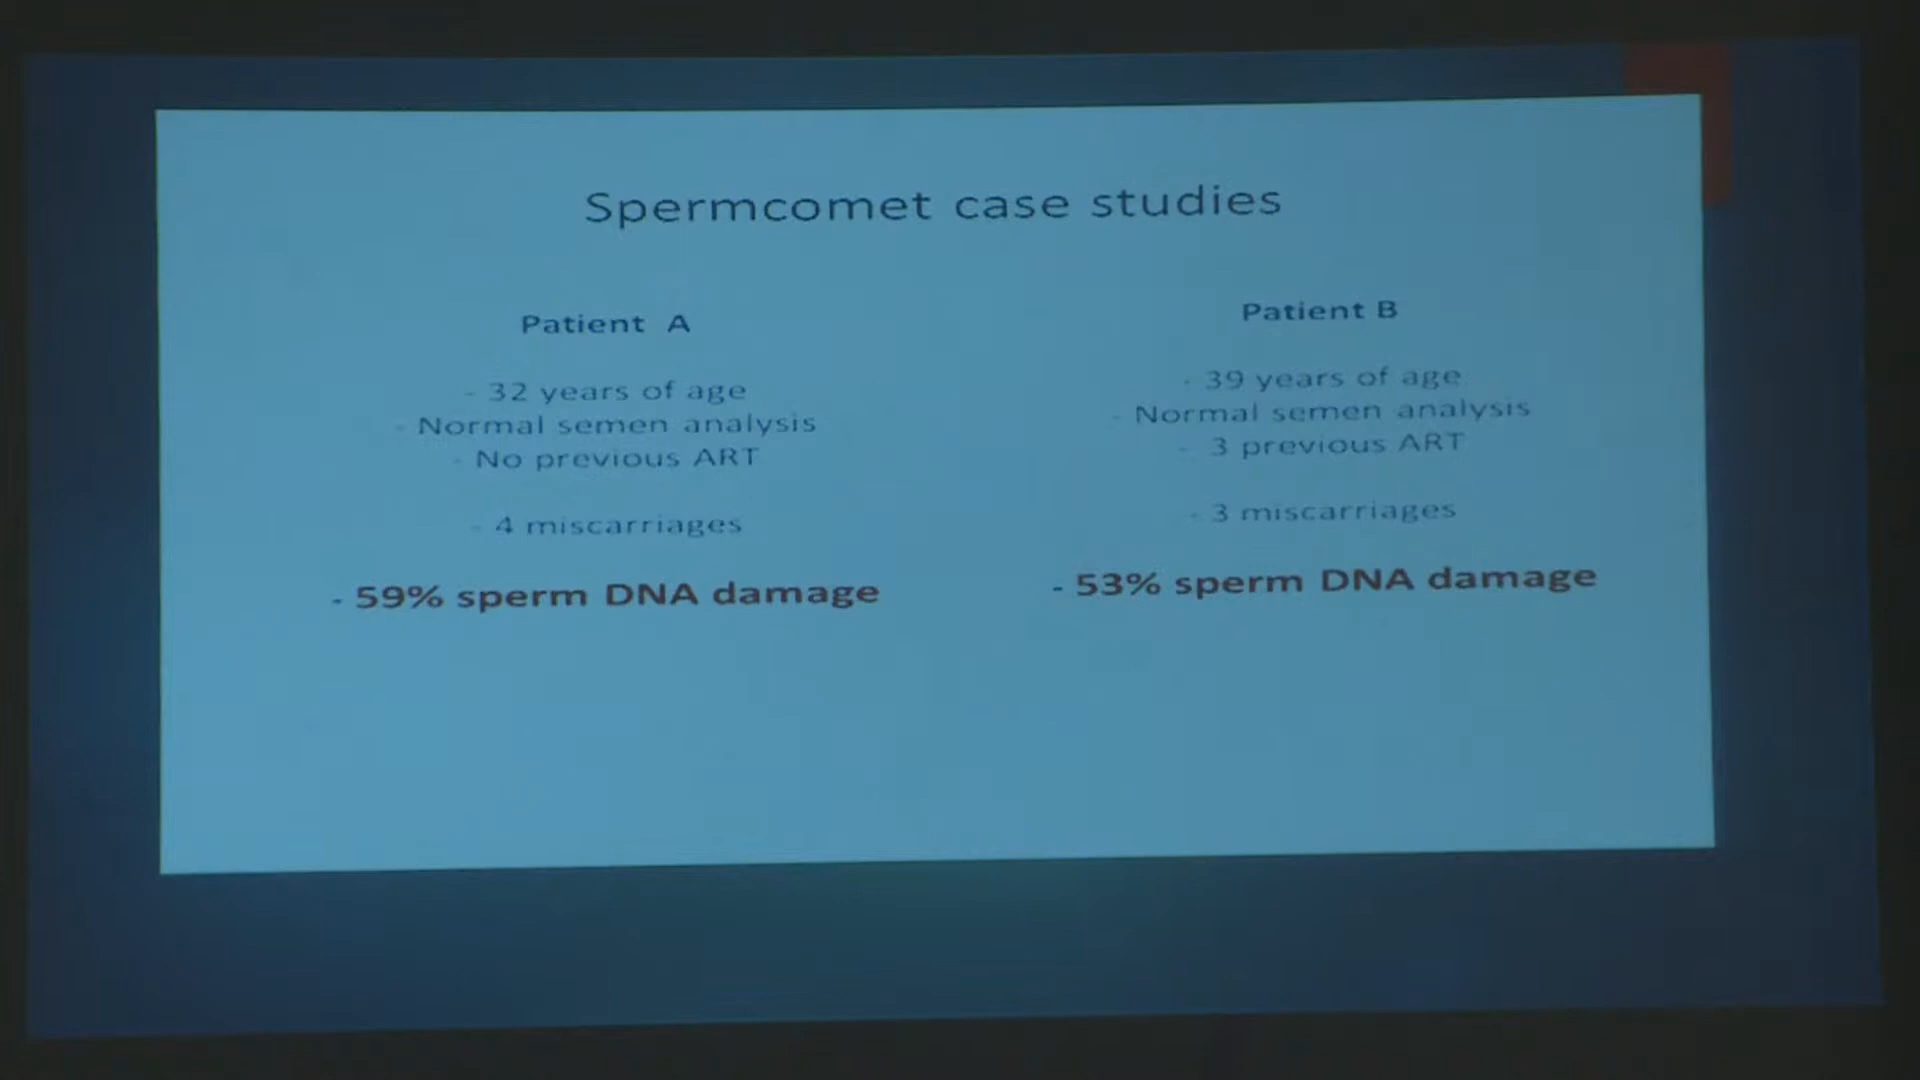 Spermcomet case studies
Patient A
- 32 years of age
- Normal semen analysis
- No previous ART
- 4 miscarriages
- 59% sperm DNA damage
Patient B
- 39 years of age
- Normal semen analysis
- 3 previous ART
- 3 miscarriages
- 53% sperm DNA damage